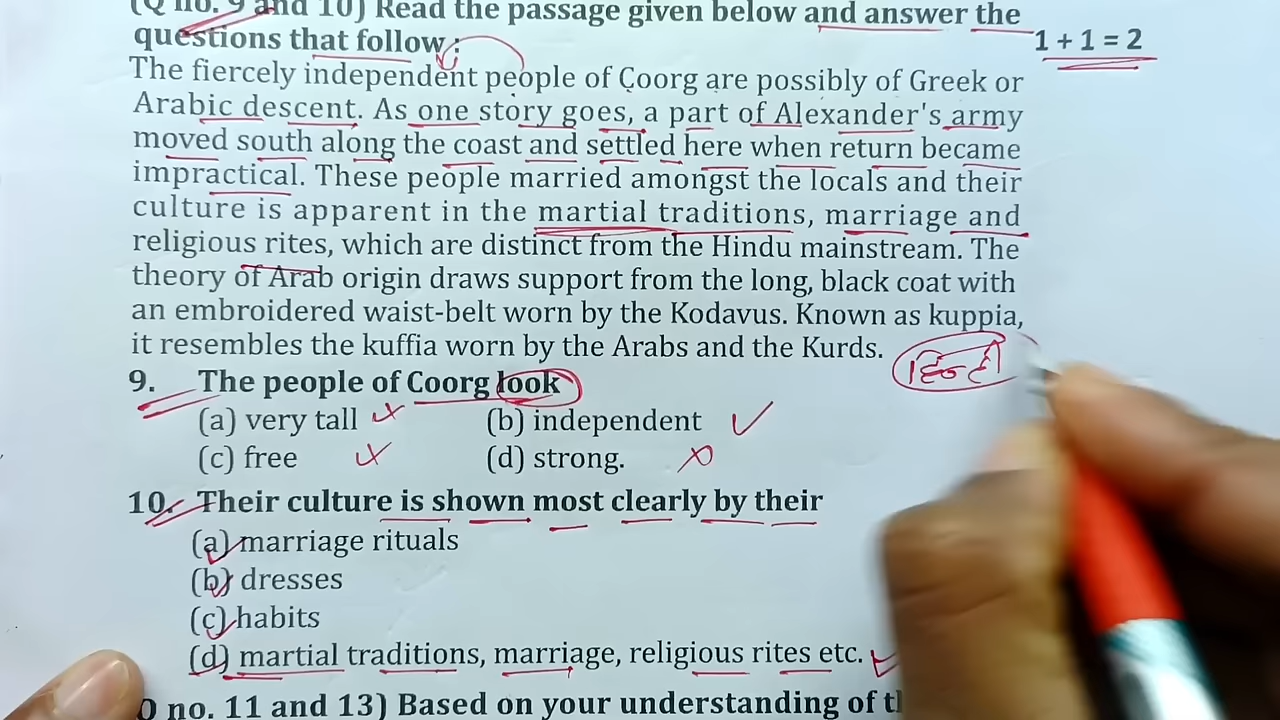 (Q no. 9 and 10) Read the passage given below and answer the
questions that follow :
1 + 1 = 2
The fiercely independent people of Coorg are possibly of Greek or
Arabic descent. As one story goes, a part of Alexander's army
moved south along the coast and settled here when return became
impractical. These people married amongst the locals and their
culture is apparent in the martial traditions, marriage and
religious rites, which are distinct from the Hindu mainstream. The
theory of Arab origin draws support from the long, black coat with
an embroidered waist-belt worn by the Kodavus. Known as kuppia,
it resembles the kuffia worn by the Arabs and the Kurds.
हिन्दी
9. The people of Coorg look
(a) very tall (b) independent
(c) free (d) strong.
10. Their culture is shown most clearly by their
(a) marriage rituals
(b) dresses
(c) habits
(d) martial traditions, marriage, religious rites etc.
Q no. 11 and 13) Based on your understanding of